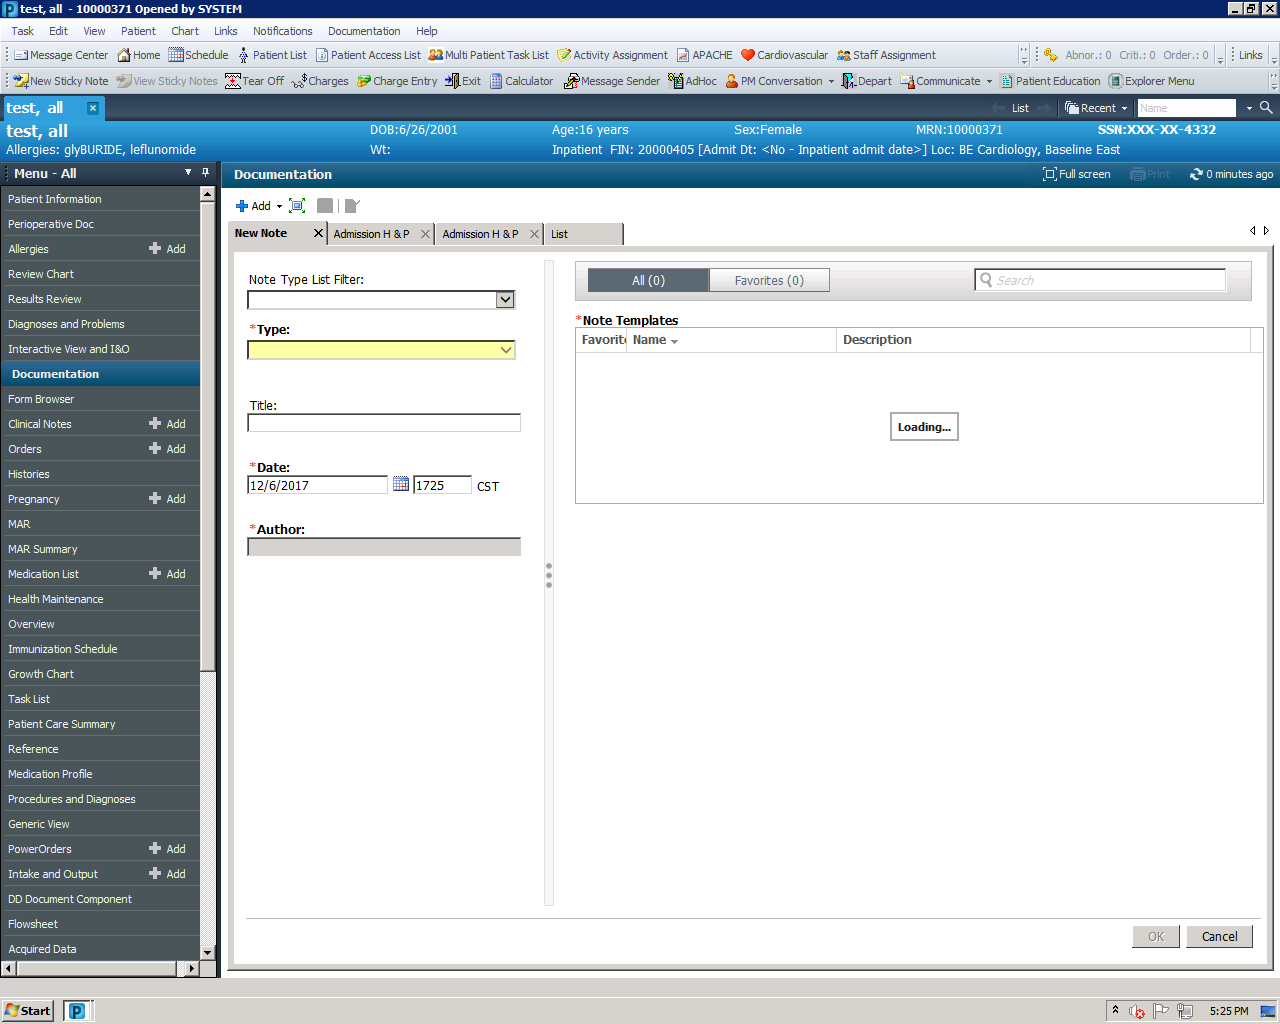 test, all - 10000371 Opened by SYSTEM
Task Edit View Patient Chart Links Notifications Documentation Help
Message Center Home Schedule Patient List Patient Access List Multi Patient Task List Activity Assignment APACHE Cardiovascular Staff Assignment Abnor.: 0 Criti.: 0 Order.: 0 Links
New Sticky Note View Sticky Notes Tear Off Charges Charge Entry Exit Calculator Message Sender AdHoc PM Conversation Depart Communicate Patient Education Explorer Menu
test, all List Recent Name
test, all DOB:6/26/2001 Age:16 years Sex:Female MRN:10000371 SSN:XXX-XX-4332
Allergies: glyBURIDE, leflunomide Wt: Inpatient FIN: 20000405 [Admit Dt: <No - Inpatient admit date>] Loc: BE Cardiology, Baseline East
Menu - All
Documentation Full screen Print 0 minutes ago
Patient Information
Perioperative Doc
Allergies Add
Review Chart
Results Review
Diagnoses and Problems
Interactive View and I&O
Documentation
Form Browser
Clinical Notes Add
Orders Add
Histories
Pregnancy Add
MAR
MAR Summary
Medication List Add
Health Maintenance
Overview
Immunization Schedule
Growth Chart
Task List
Patient Care Summary
Reference
Medication Profile
Procedures and Diagnoses
Generic View
PowerOrders Add
Intake and Output Add
DD Document Component
Flowsheet
Acquired Data
Add
New Note Admission H & P Admission H & P List
Note Type List Filter:
*Type:
Title:
*Date:
12/6/2017 1725 CST
*Author:
All (0) Favorites (0) Search
*Note Templates
Favorit Name Description
Loading...
OK Cancel
Start 5:25 PM